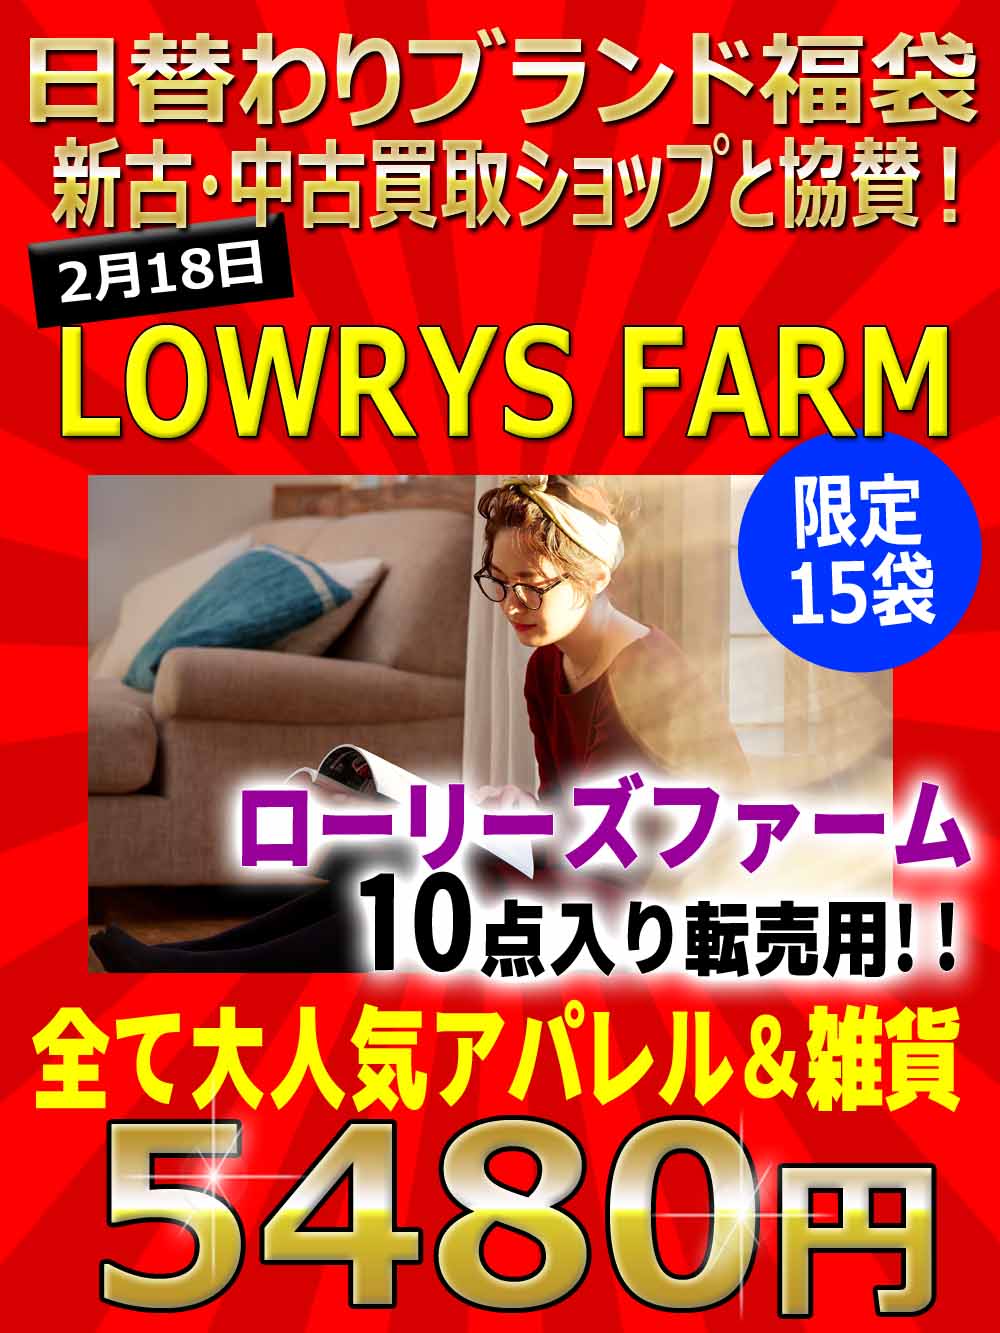 日替わりブランド福袋
新古・中古買取ショップと協賛！
2月18日
LOWRYS FARM
限定
15袋
ローリーズファーム
10点入り転売用!!
全て大人気アパレル＆雑貨
5480円